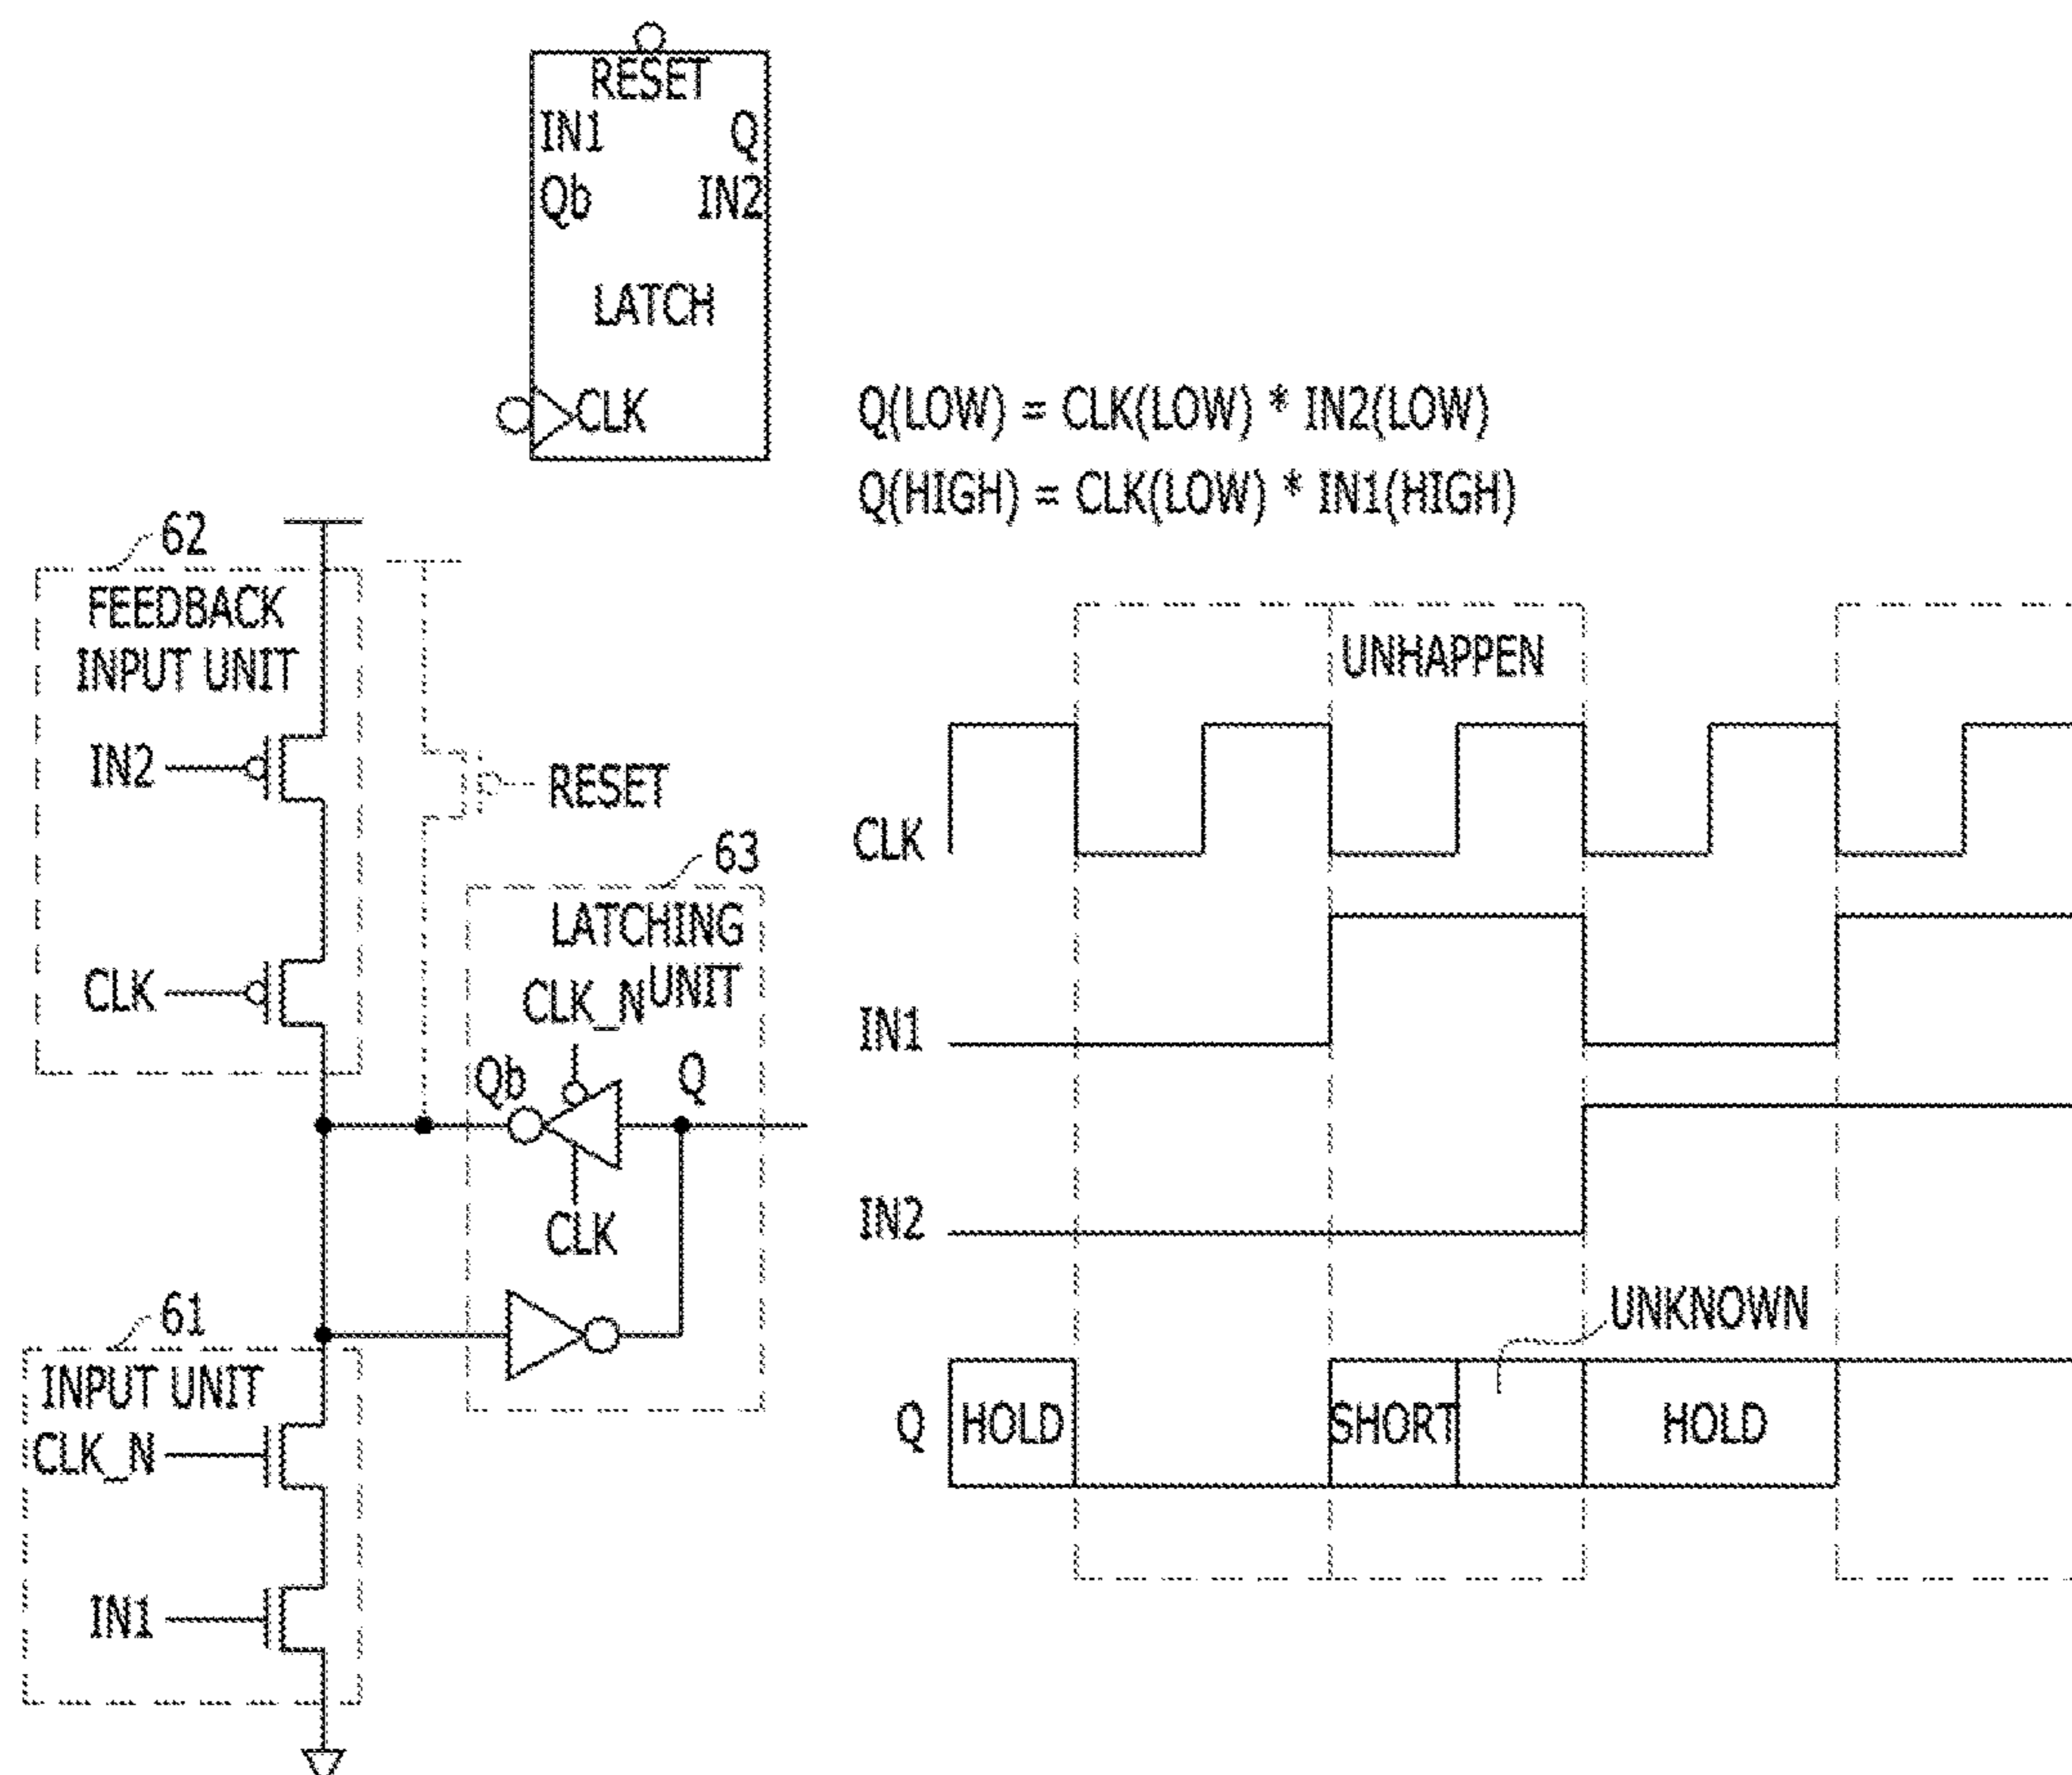 RESET
IN1 Q
Qb IN2
LATCH
CLK
Q(LOW) = CLK(LOW) * IN2(LOW)
Q(HIGH) = CLK(LOW) * IN1(HIGH)
62
FEEDBACK
INPUT UNIT
IN2
CLK
RESET
63
LATCHING
UNIT
CLK_N
Qb
Q
CLK
61
INPUT UNIT
CLK_N
IN1
UNHAPPEN
CLK
IN1
IN2
UNKNOWN
Q HOLD SHORT HOLD